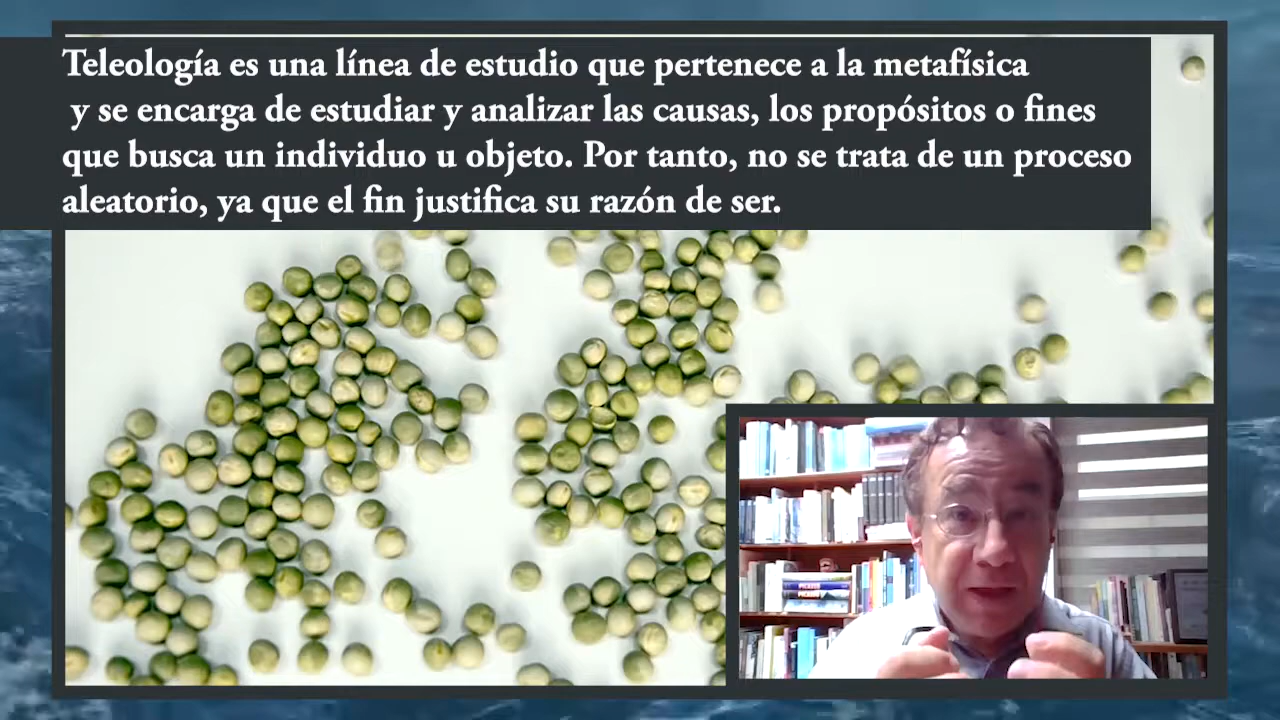 Teleología es una línea de estudio que pertenece a la metafísica
y se encarga de estudiar y analizar las causas, los propósitos o fines
que busca un individuo u objeto. Por tanto, no se trata de un proceso
aleatorio, ya que el fin justifica su razón de ser.